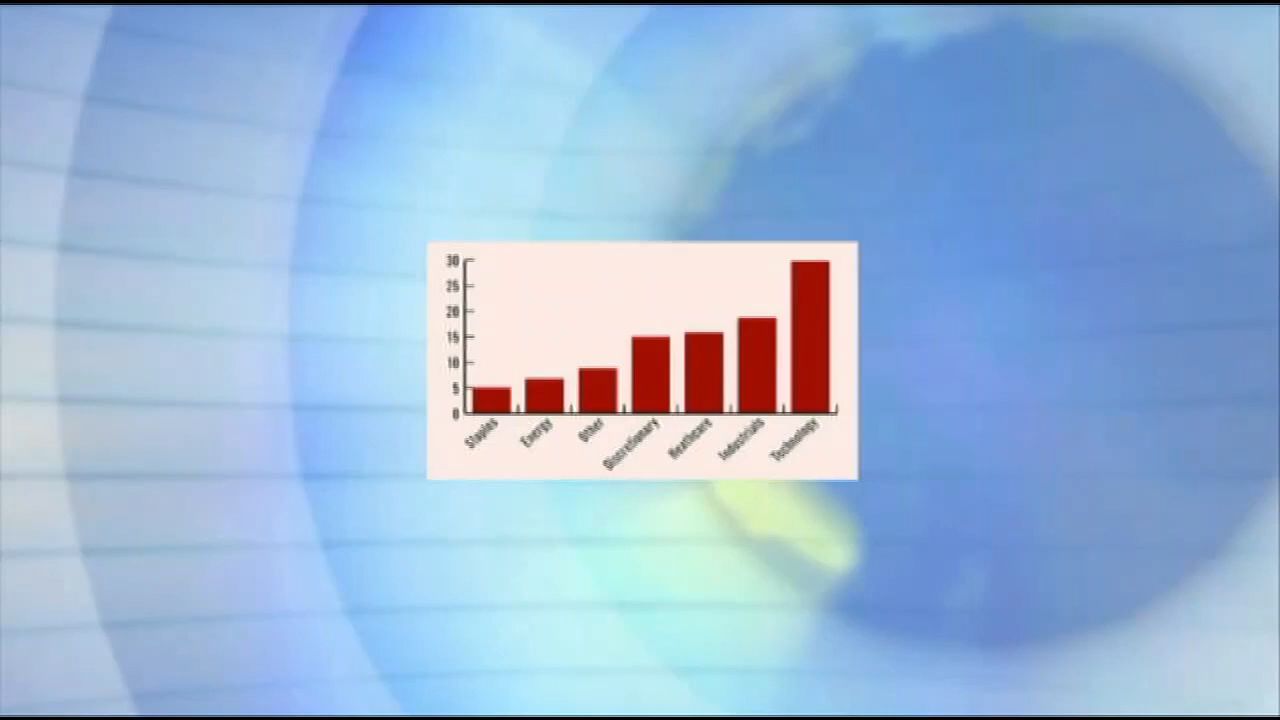 30
25
20
15
10
5
0
Staples
Energy
Other
Discretionary
Healthcare
Industrials
Technology